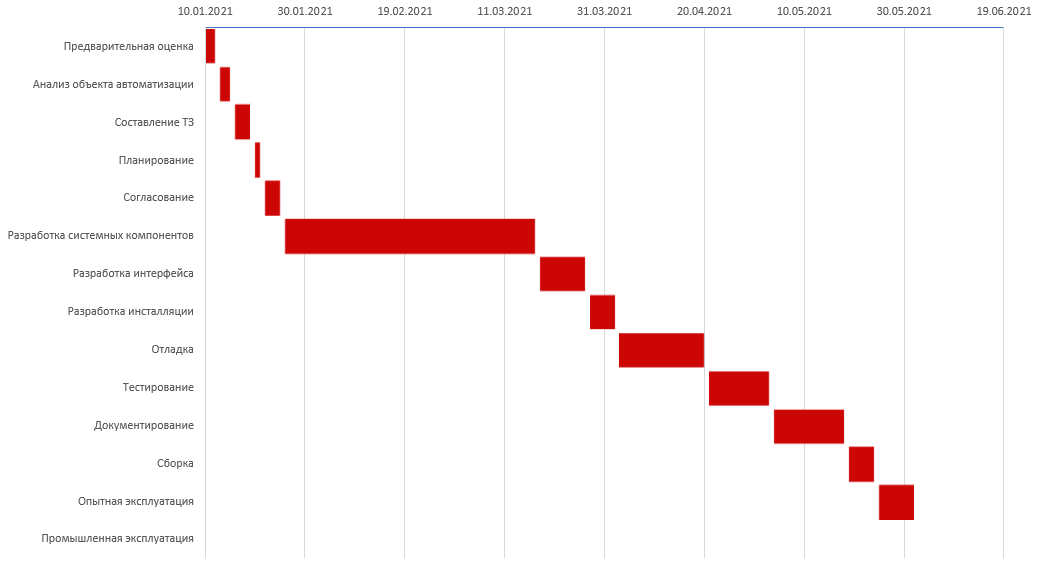 10.01.2021 30.01.2021 19.02.2021 11.03.2021 31.03.2021 20.04.2021 10.05.2021 30.05.2021 19.06.2021
Предварительная оценка
Анализ объекта автоматизации
Составление ТЗ
Планирование
Согласование
Разработка системных компонентов
Разработка интерфейса
Разработка инсталляции
Отладка
Тестирование
Документирование
Сборка
Опытная эксплуатация
Промышленная эксплуатация